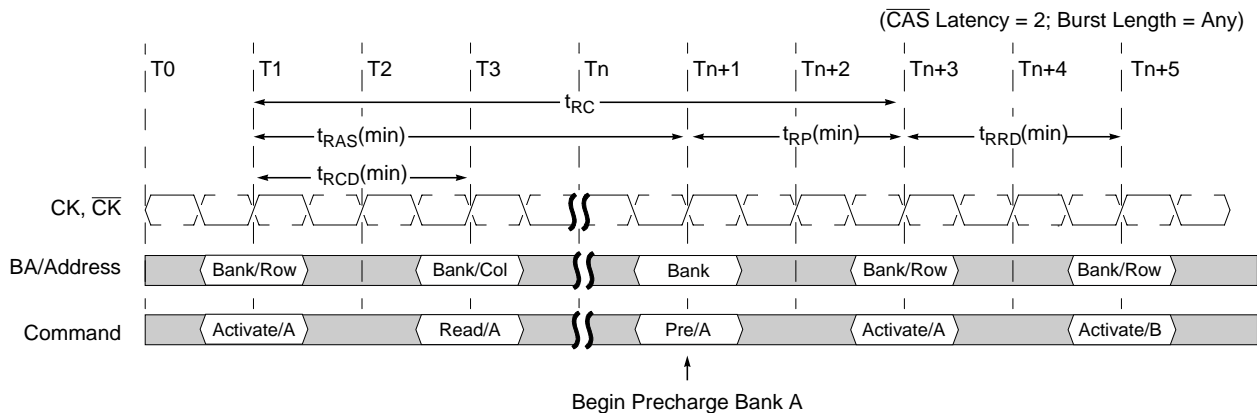 (CAS Latency = 2; Burst Length = Any)
T0 T1 T2 T3 Tn Tn+1 Tn+2 Tn+3 Tn+4 Tn+5
tRC
tRAS(min) tRP(min) tRRD(min)
tRCD(min)
CK, CK
BA/Address Bank/Row Bank/Col Bank Bank/Row Bank/Row
Command Activate/A Read/A Pre/A Activate/A Activate/B
Begin Precharge Bank A